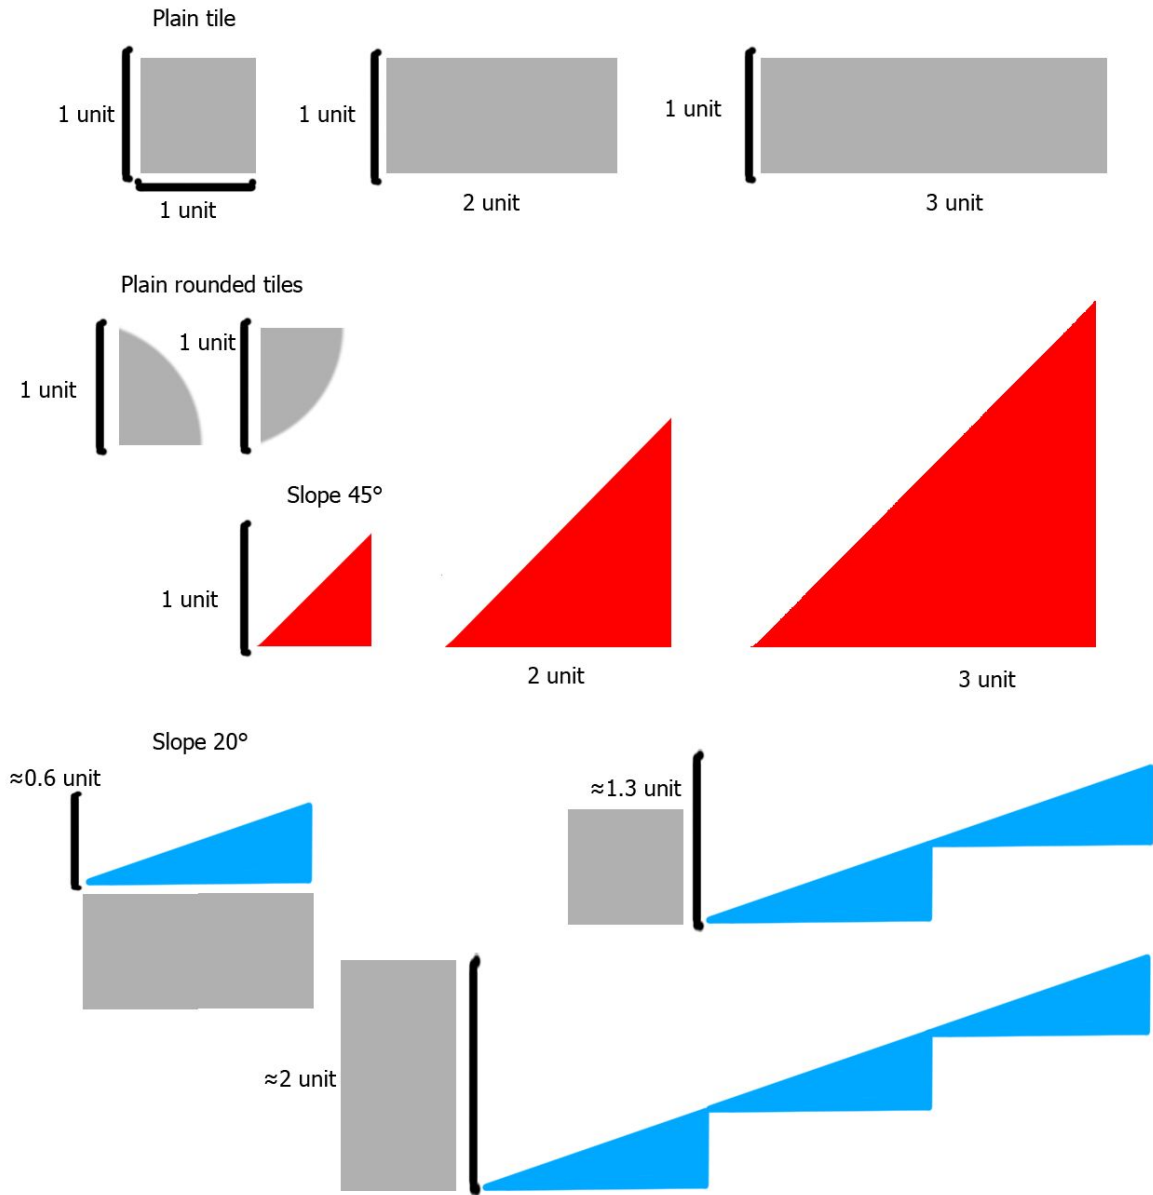 Plain tile
1 unit
1 unit
1 unit
2 unit
1 unit
3 unit
Plain rounded tiles
1 unit
1 unit
Slope 45°
1 unit
2 unit
3 unit
Slope 20°
≈0.6 unit
≈1.3 unit
≈2 unit